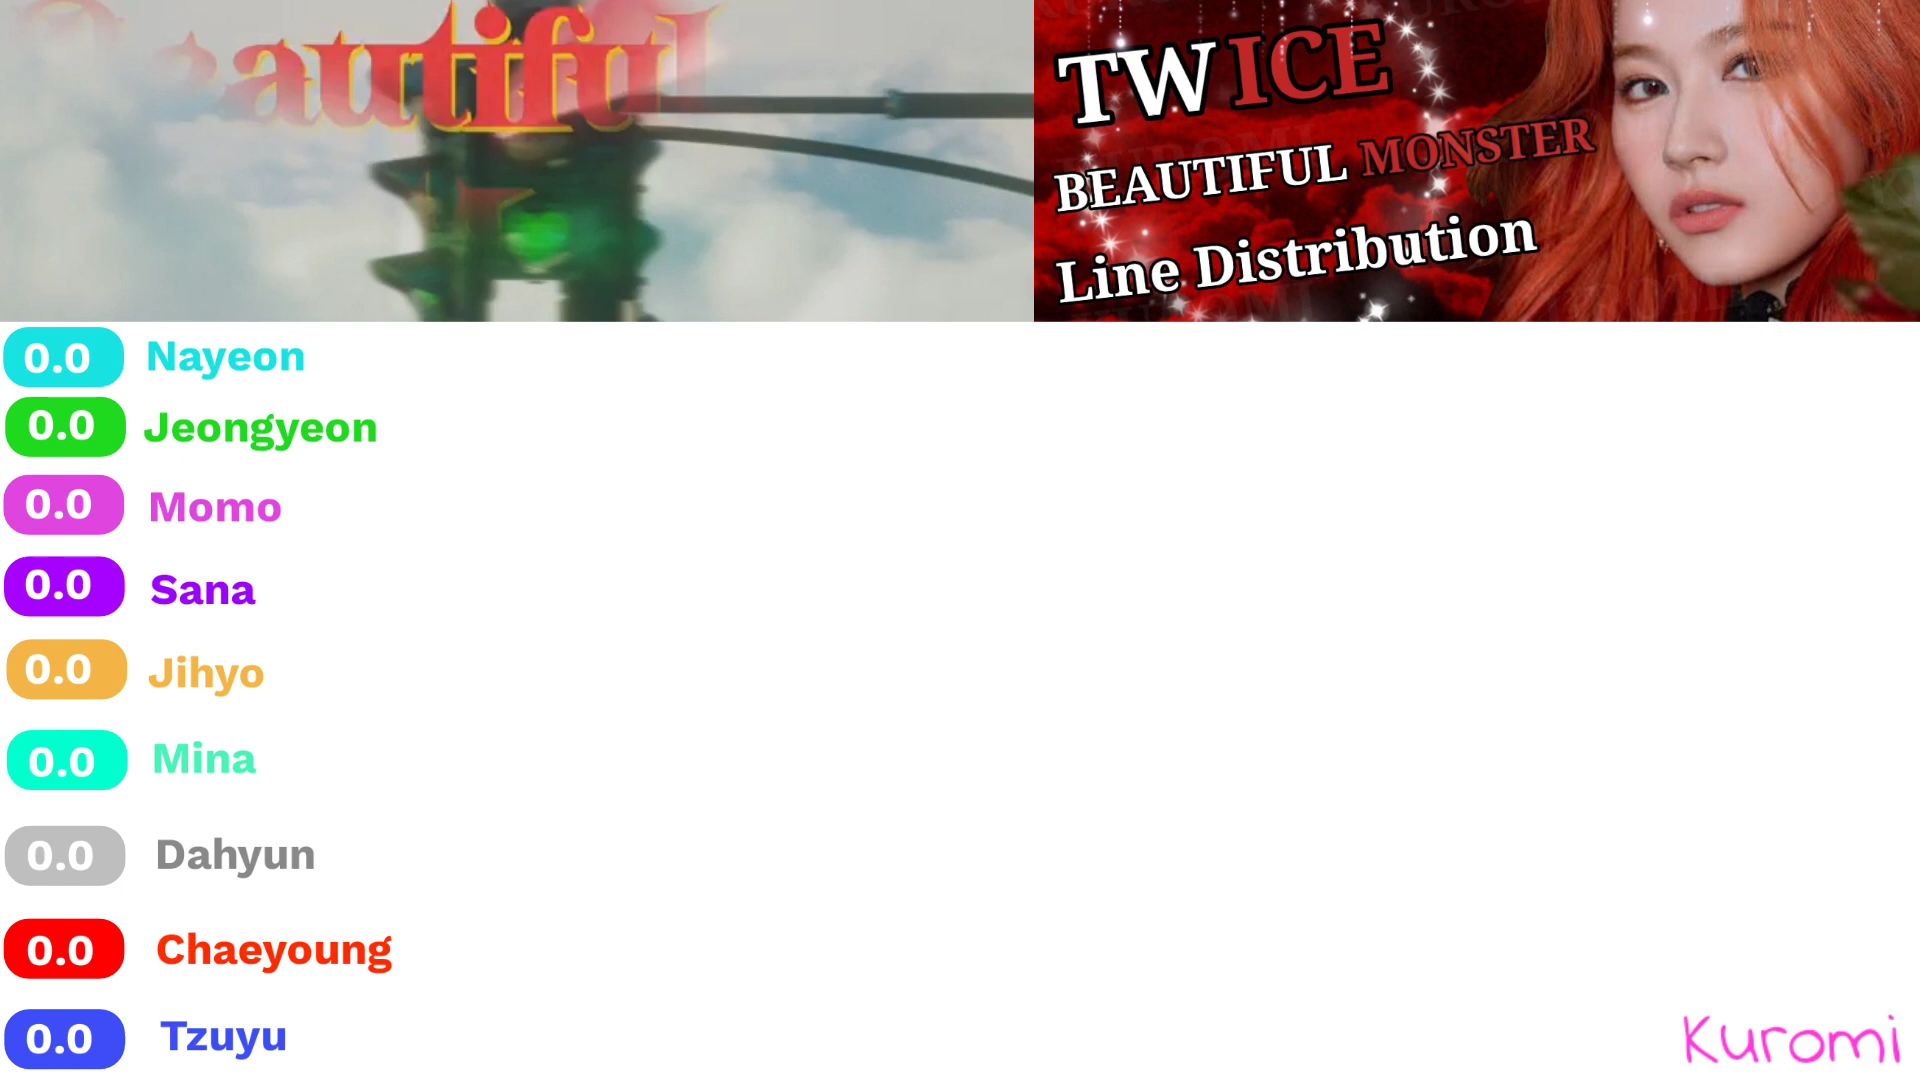 Beautiful
TWICE
BEAUTIFUL MONSTER
Line Distribution
0.0 Nayeon
0.0 Jeongyeon
0.0 Momo
0.0 Sana
0.0 Jihyo
0.0 Mina
0.0 Dahyun
0.0 Chaeyoung
0.0 Tzuyu
Kuromi